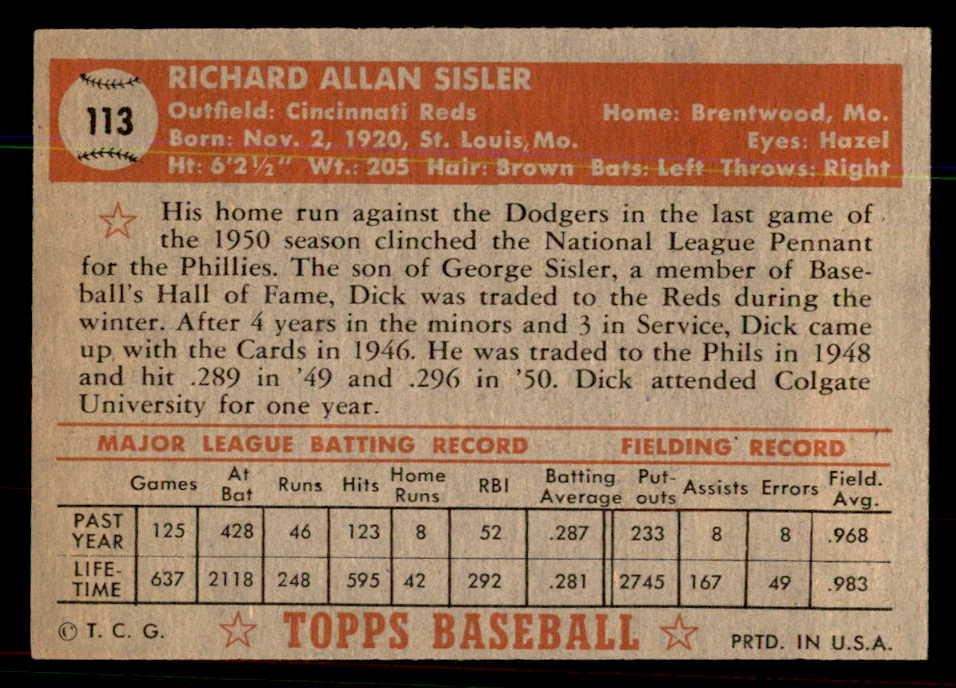 113
RICHARD ALLAN SISLER
Outfield: Cincinnati Reds Home: Brentwood, Mo.
Born: Nov. 2, 1920, St. Louis, Mo. Eyes: Hazel
Ht: 6'2½" Wt.: 205 Hair: Brown Bats: Left Throws: Right
His home run against the Dodgers in the last game of
the 1950 season clinched the National League Pennant
for the Phillies. The son of George Sisler, a member of Base-
ball's Hall of Fame, Dick was traded to the Reds during the
winter. After 4 years in the minors and 3 in Service, Dick came
up with the Cards in 1946. He was traded to the Phils in 1948
and hit .289 in '49 and .296 in '50. Dick attended Colgate
University for one year.
MAJOR LEAGUE BATTING RECORD FIELDING RECORD
Games At Bat Runs Hits Home Runs RBI Batting Average Put-outs Assists Errors Field. Avg.
PAST YEAR 125 428 46 123 8 52 .287 233 8 8 .968
LIFE-TIME 637 2118 248 595 42 292 .281 2745 167 49 .983
© T. C. G. TOPPS BASEBALL PRTD. IN U.S.A.